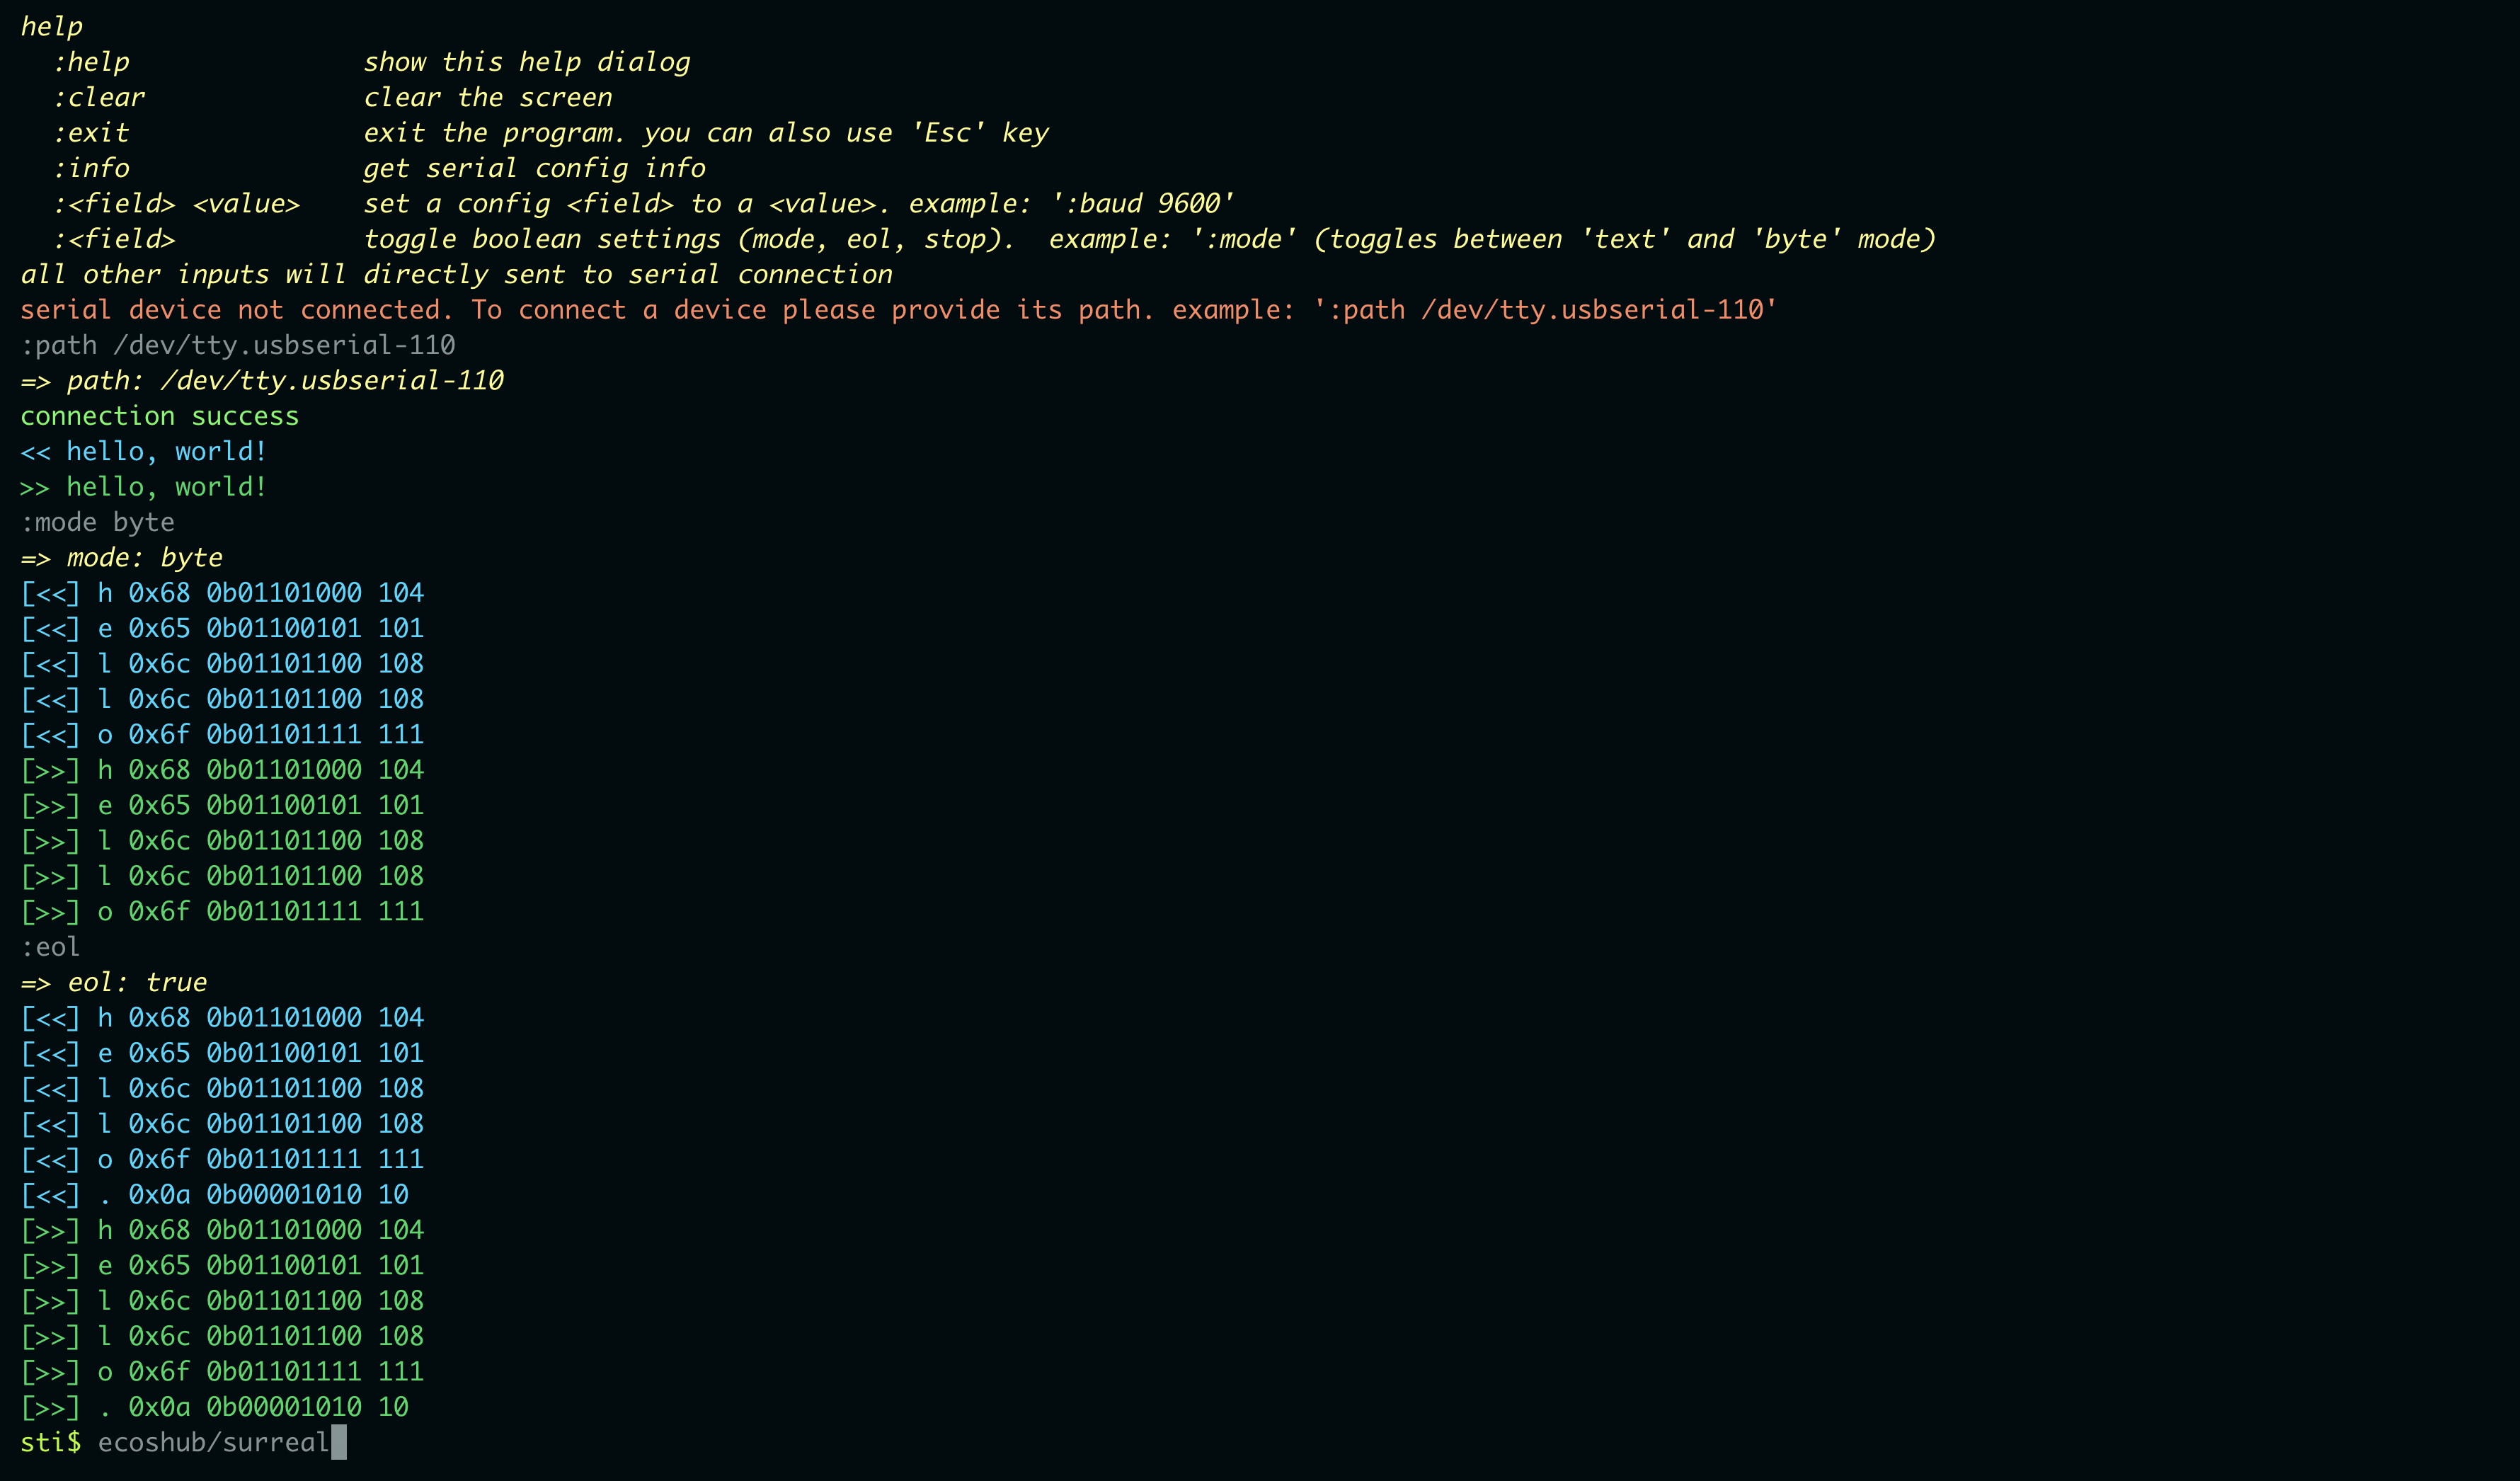 help
  :help               show this help dialog
  :clear              clear the screen
  :exit               exit the program. you can also use 'Esc' key
  :info               get serial config info
  :<field> <value>    set a config <field> to a <value>. example: ':baud 9600'
  :<field>            toggle boolean settings (mode, eol, stop).  example: ':mode' (toggles between 'text' and 'byte' mode)
all other inputs will directly sent to serial connection
serial device not connected. To connect a device please provide its path. example: ':path /dev/tty.usbserial-110'
:path /dev/tty.usbserial-110
=> path: /dev/tty.usbserial-110
connection success
<< hello, world!
>> hello, world!
:mode byte
=> mode: byte
[<<] h 0x68 0b01101000 104
[<<] e 0x65 0b01100101 101
[<<] l 0x6c 0b01101100 108
[<<] l 0x6c 0b01101100 108
[<<] o 0x6f 0b01101111 111
[>>] h 0x68 0b01101000 104
[>>] e 0x65 0b01100101 101
[>>] l 0x6c 0b01101100 108
[>>] l 0x6c 0b01101100 108
[>>] o 0x6f 0b01101111 111
:eol
=> eol: true
[<<] h 0x68 0b01101000 104
[<<] e 0x65 0b01100101 101
[<<] l 0x6c 0b01101100 108
[<<] l 0x6c 0b01101100 108
[<<] o 0x6f 0b01101111 111
[<<] . 0x0a 0b00001010 10
[>>] h 0x68 0b01101000 104
[>>] e 0x65 0b01100101 101
[>>] l 0x6c 0b01101100 108
[>>] l 0x6c 0b01101100 108
[>>] o 0x6f 0b01101111 111
[>>] . 0x0a 0b00001010 10
sti$ ecoshub/surreal